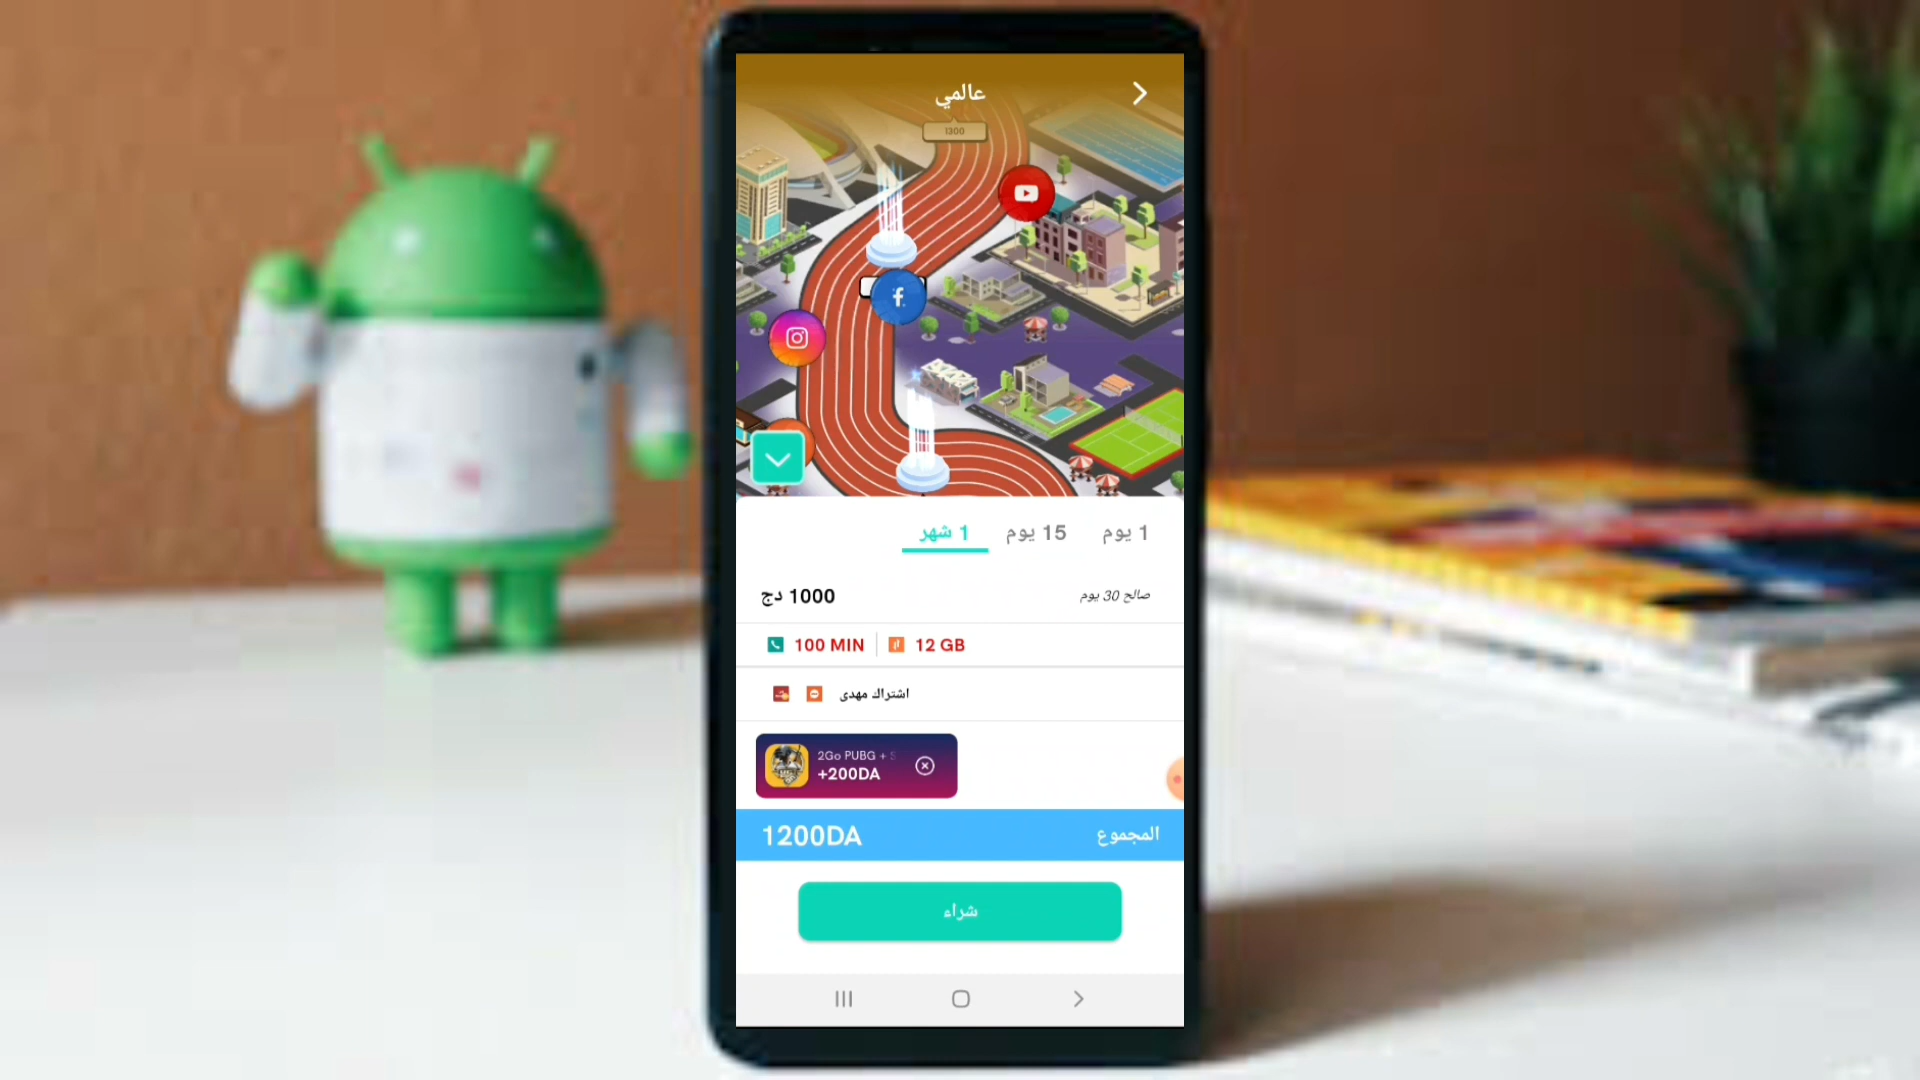 عالمي
1300
1 يوم
15 يوم
1 شهر
صالح 30 يوم
1000 دج
100 MIN
12 GB
اشتراك مهدى
2Go PUBG + S
+200DA
المجموع
1200DA
شراء